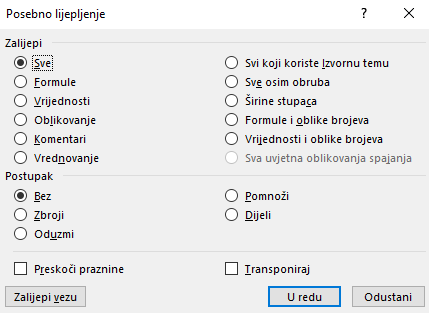 Posebno lijepljenje ?
Zalijepi
Sve Svi koji koriste Izvornu temu
Formule Sve osim obruba
Vrijednosti Širine stupaca
Oblikovanje Formule i oblike brojeva
Komentari Vrijednosti i oblike brojeva
Vrednovanje Sva uvjetna oblikovanja spajanja
Postupak
Bez Pomnoži
Zbroji Dijeli
Oduzmi
Preskoči praznine Transponiraj
Zalijepi vezu U redu Odustani